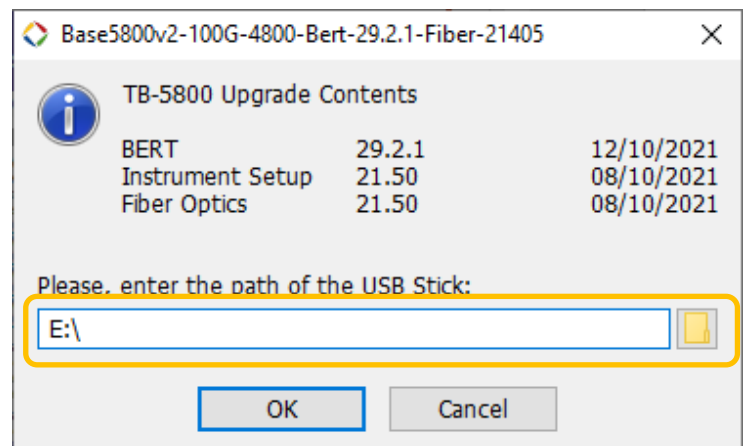 Base5800v2-100G-4800-Bert-29.2.1-Fiber-21405
TB-5800 Upgrade Contents
BERT 29.2.1 12/10/2021
Instrument Setup 21.50 08/10/2021
Fiber Optics 21.50 08/10/2021
Please, enter the path of the USB Stick:
E:\
OK Cancel